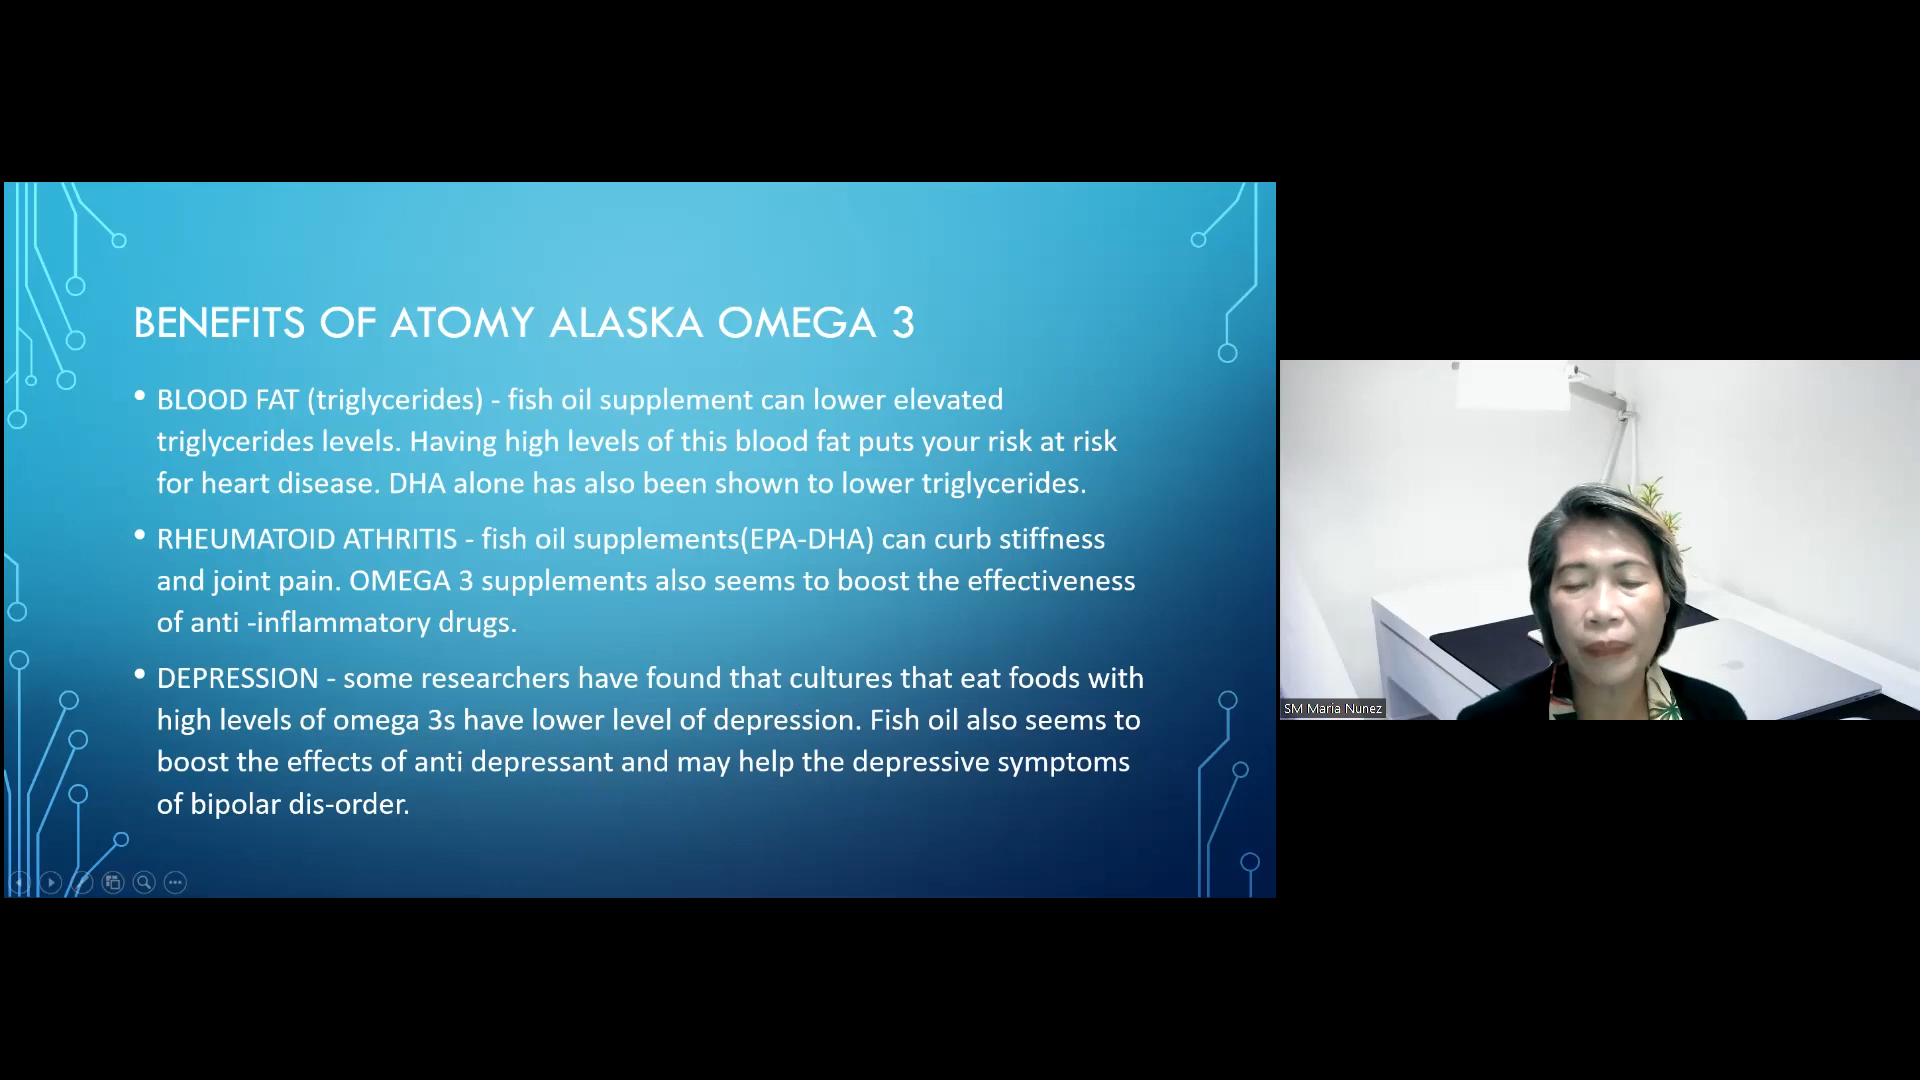 BENEFITS OF ATOMY ALASKA OMEGA 3
• BLOOD FAT (triglycerides) - fish oil supplement can lower elevated
triglycerides levels. Having high levels of this blood fat puts your risk at risk
for heart disease. DHA alone has also been shown to lower triglycerides.
• RHEUMATOID ATHRITIS - fish oil supplements(EPA-DHA) can curb stiffness
and joint pain. OMEGA 3 supplements also seems to boost the effectiveness
of anti -inflammatory drugs.
• DEPRESSION - some researchers have found that cultures that eat foods with
high levels of omega 3s have lower level of depression. Fish oil also seems to
boost the effects of anti depressant and may help the depressive symptoms
of bipolar dis-order.
SM Maria Nunez